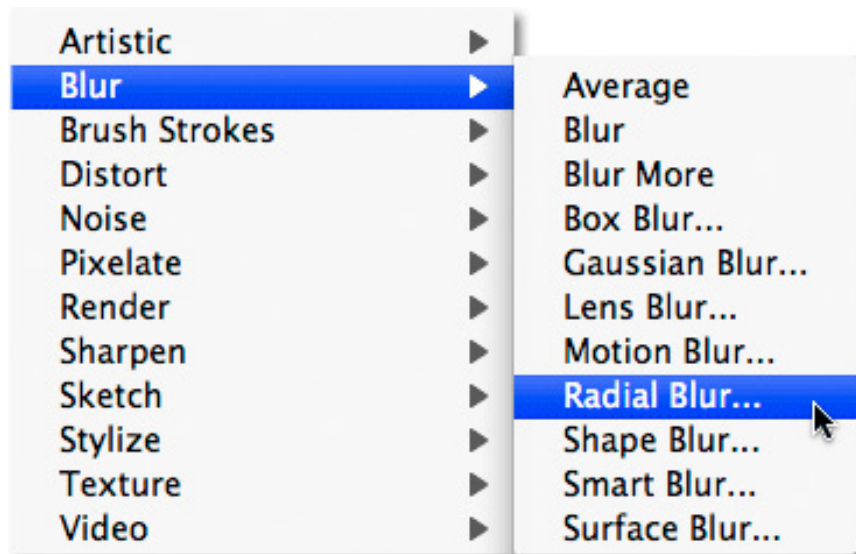 Artistic
Blur
Brush Strokes
Distort
Noise
Pixelate
Render
Sharpen
Sketch
Stylize
Texture
Video
Average
Blur
Blur More
Box Blur...
Gaussian Blur...
Lens Blur...
Motion Blur...
Radial Blur...
Shape Blur...
Smart Blur...
Surface Blur...